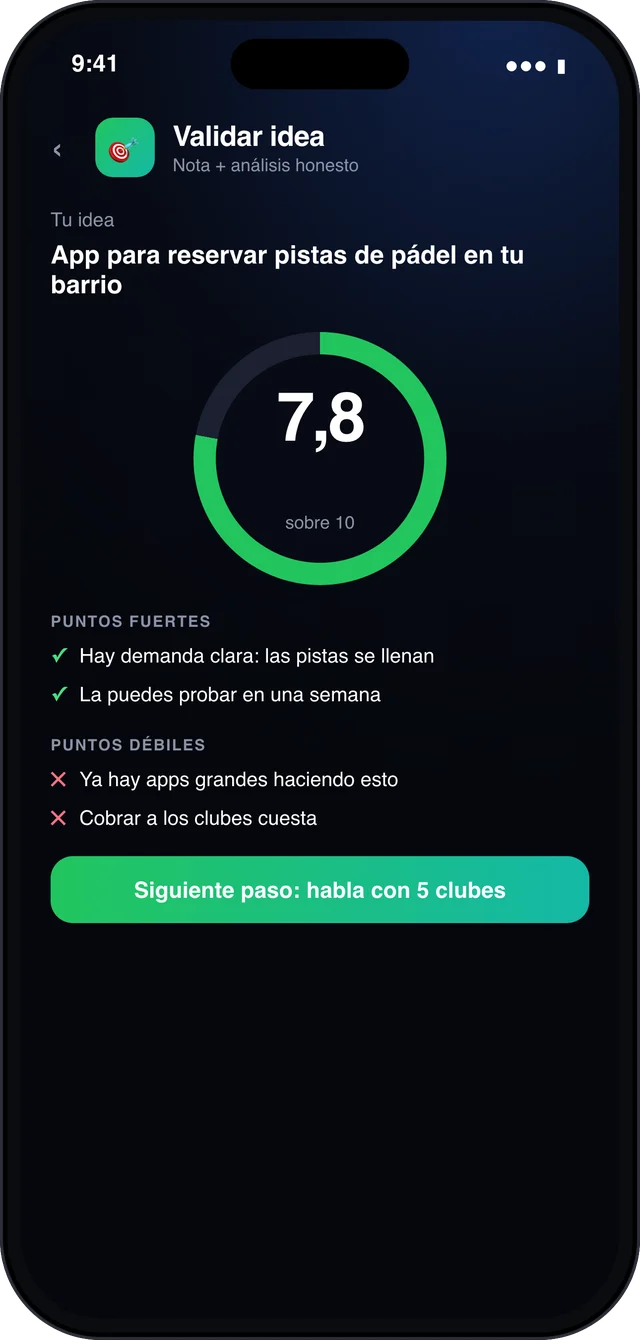 9:41
Validar idea
Nota + análisis honesto
Tu idea
App para reservar pistas de pádel en tu
barrio
7,8
sobre 10
PUNTOS FUERTES
Hay demanda clara: las pistas se llenan
La puedes probar en una semana
PUNTOS DÉBILES
Ya hay apps grandes haciendo esto
Cobrar a los clubes cuesta
Siguiente paso: habla con 5 clubes